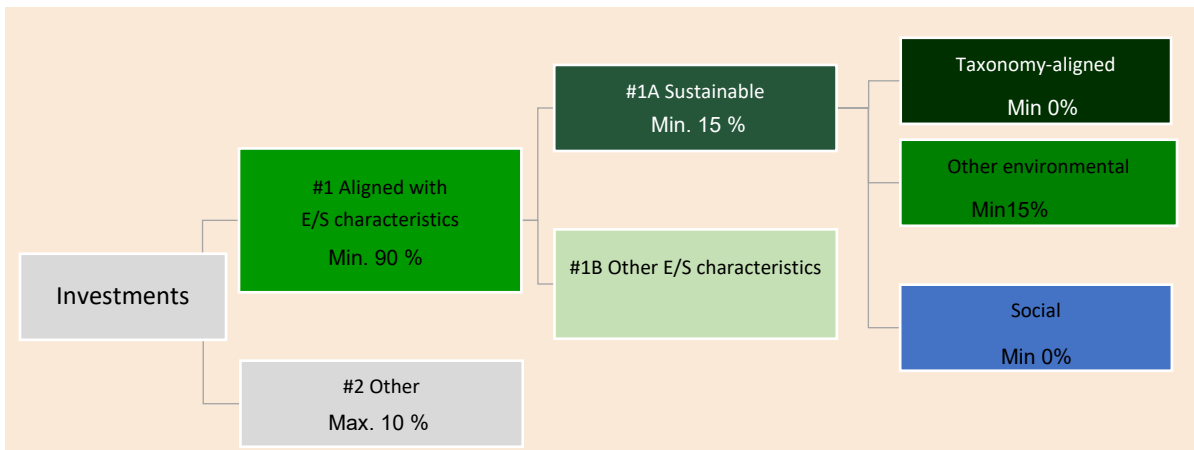 Investments
#1 Aligned with
E/S characteristics
Min. 90 %
#2 Other
Max. 10 %
#1A Sustainable
Min. 15 %
#1B Other E/S characteristics
Taxonomy-aligned
Min 0%
Other environmental
Min15%
Social
Min 0%